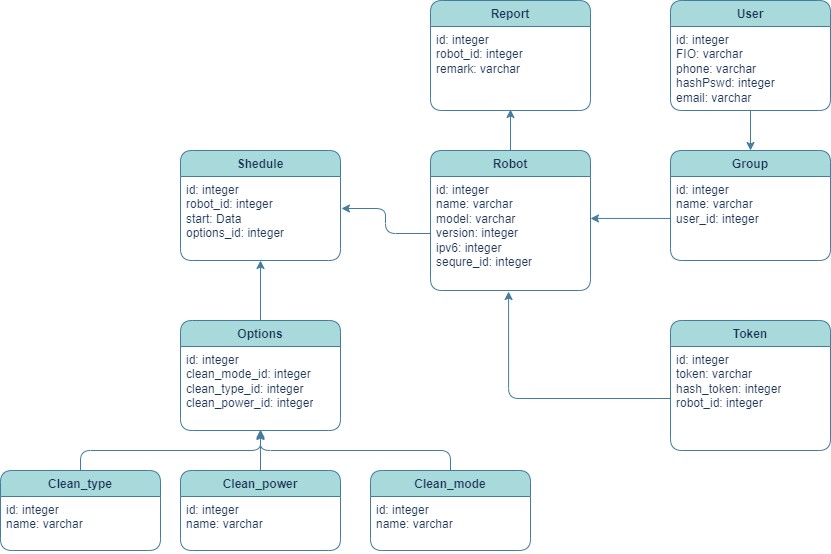 Report
id: integer
robot_id: integer
remark: varchar
User
id: integer
FIO: varchar
phone: varchar
hashPswd: integer
email: varchar
Shedule
id: integer
robot_id: integer
start: Data
options_id: integer
Robot
id: integer
name: varchar
model: varchar
version: integer
ipv6: integer
sequre_id: integer
Group
id: integer
name: varchar
user_id: integer
Options
id: integer
clean_mode_id: integer
clean_type_id: integer
clean_power_id: integer
Token
id: integer
token: varchar
hash_token: integer
robot_id: integer
Clean_type
id: integer
name: varchar
Clean_power
id: integer
name: varchar
Clean_mode
id: integer
name: varchar